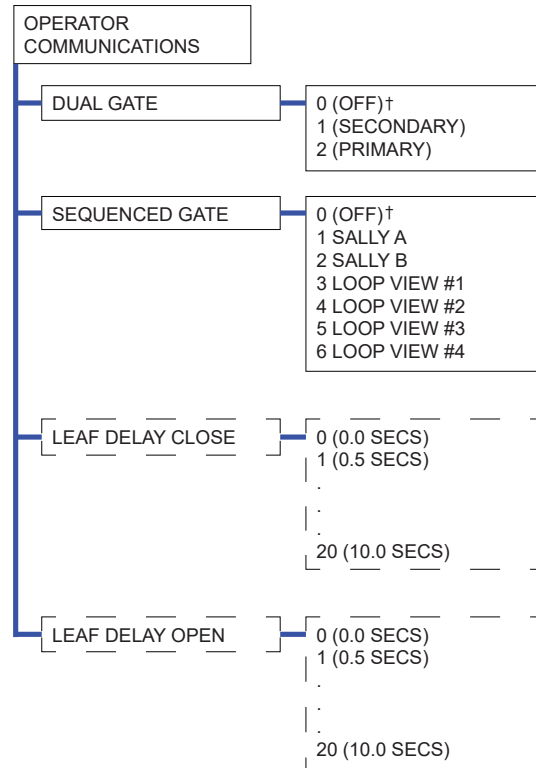 OPERATOR
COMMUNICATIONS
DUAL GATE
0 (OFF)†
1 (SECONDARY)
2 (PRIMARY)
SEQUENCED GATE
0 (OFF)†
1 SALLY A
2 SALLY B
3 LOOP VIEW #1
4 LOOP VIEW #2
5 LOOP VIEW #3
6 LOOP VIEW #4
LEAF DELAY CLOSE
0 (0.0 SECS)
1 (0.5 SECS)
.
.
.
20 (10.0 SECS)
LEAF DELAY OPEN
0 (0.0 SECS)
1 (0.5 SECS)
.
.
.
20 (10.0 SECS)